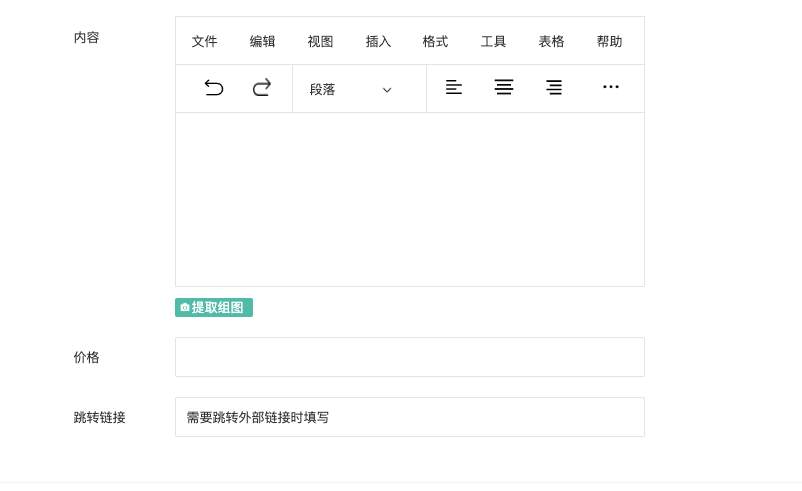 内容
文件 编辑 视图 插入 格式 工具 表格 帮助
段落
提取组图
价格
跳转链接
需要跳转外部链接时填写